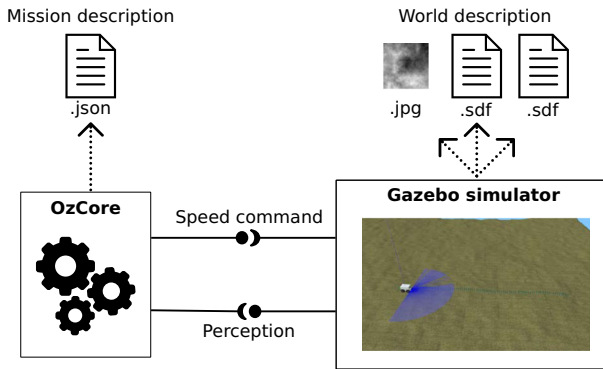 Mission description
World description
.json
.jpg
.sdf
.sdf
OzCore
Gazebo simulator
Speed command
Perception